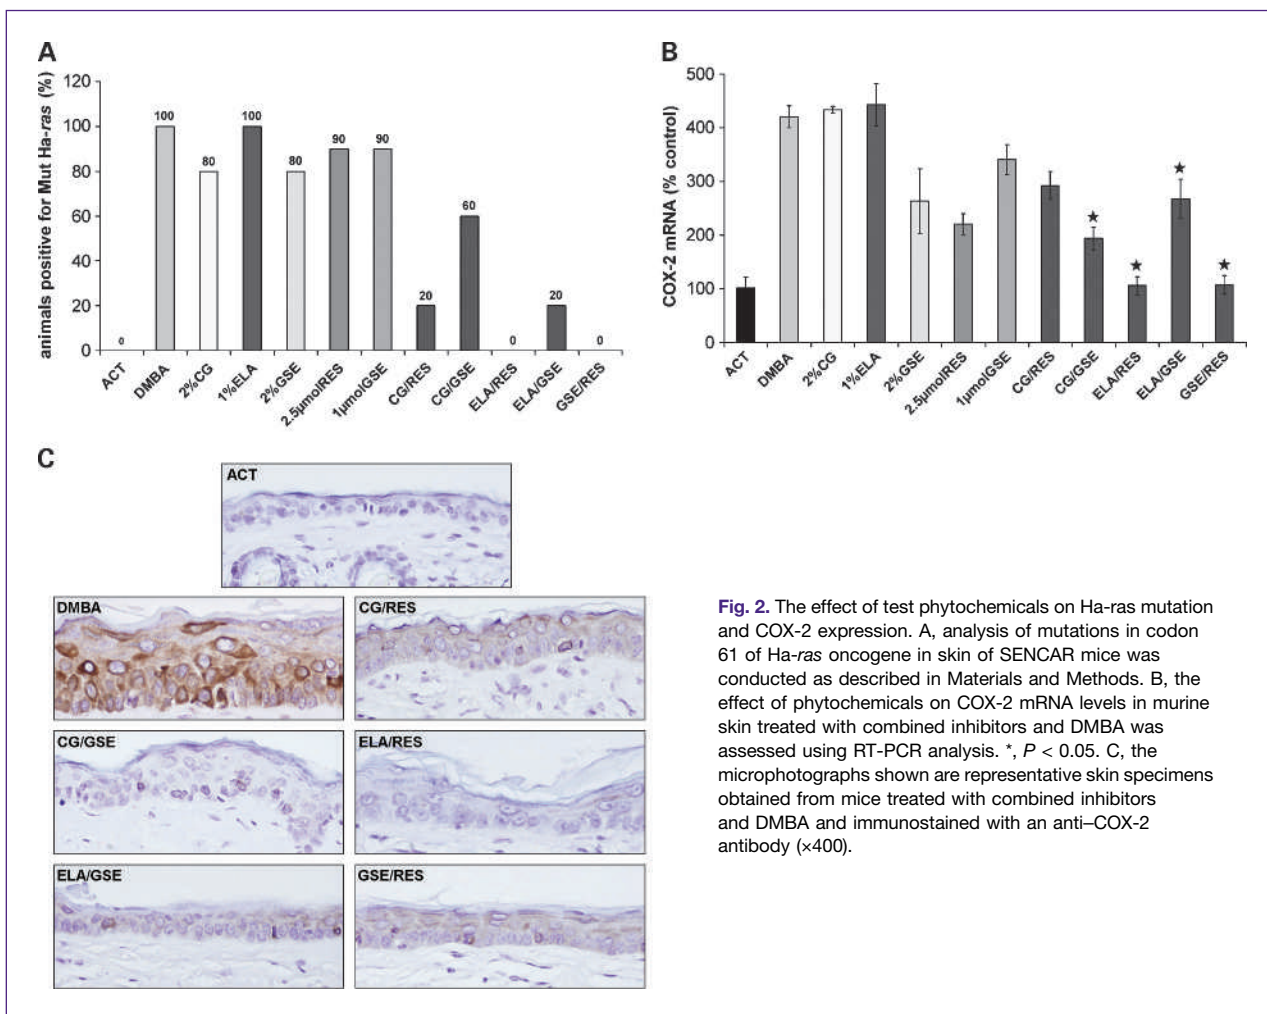 A
animals positive for Mut Ha-ras (%)
120
100
80
60
40
20
0
0
100
80
100
80
90
90
20
60
0
20
0
ACT
DMBA
2%CG
1%ELA
2%GSE
2.5µmol/RES
1µmol/GSE
CG/RES
CG/GSE
ELA/RES
ELA/GSE
GSE/RES
B
COX-2 mRNA (% control)
500
400
300
200
100
0
★
★
★
★
ACT
DMBA
2%CG
1%ELA
2%GSE
2.5µmol/RES
1µmol/GSE
CG/RES
CG/GSE
ELA/RES
ELA/GSE
GSE/RES
C
ACT
DMBA
CG/RES
CG/GSE
ELA/RES
ELA/GSE
GSE/RES
Fig. 2. The effect of test phytochemicals on Ha-ras mutation
and COX-2 expression. A, analysis of mutations in codon
61 of Ha-ras oncogene in skin of SENCAR mice was
conducted as described in Materials and Methods. B, the
effect of phytochemicals on COX-2 mRNA levels in murine
skin treated with combined inhibitors and DMBA was
assessed using RT-PCR analysis. *, P < 0.05. C, the
microphotographs shown are representative skin specimens
obtained from mice treated with combined inhibitors
and DMBA and immunostained with an anti–COX-2
antibody (×400).